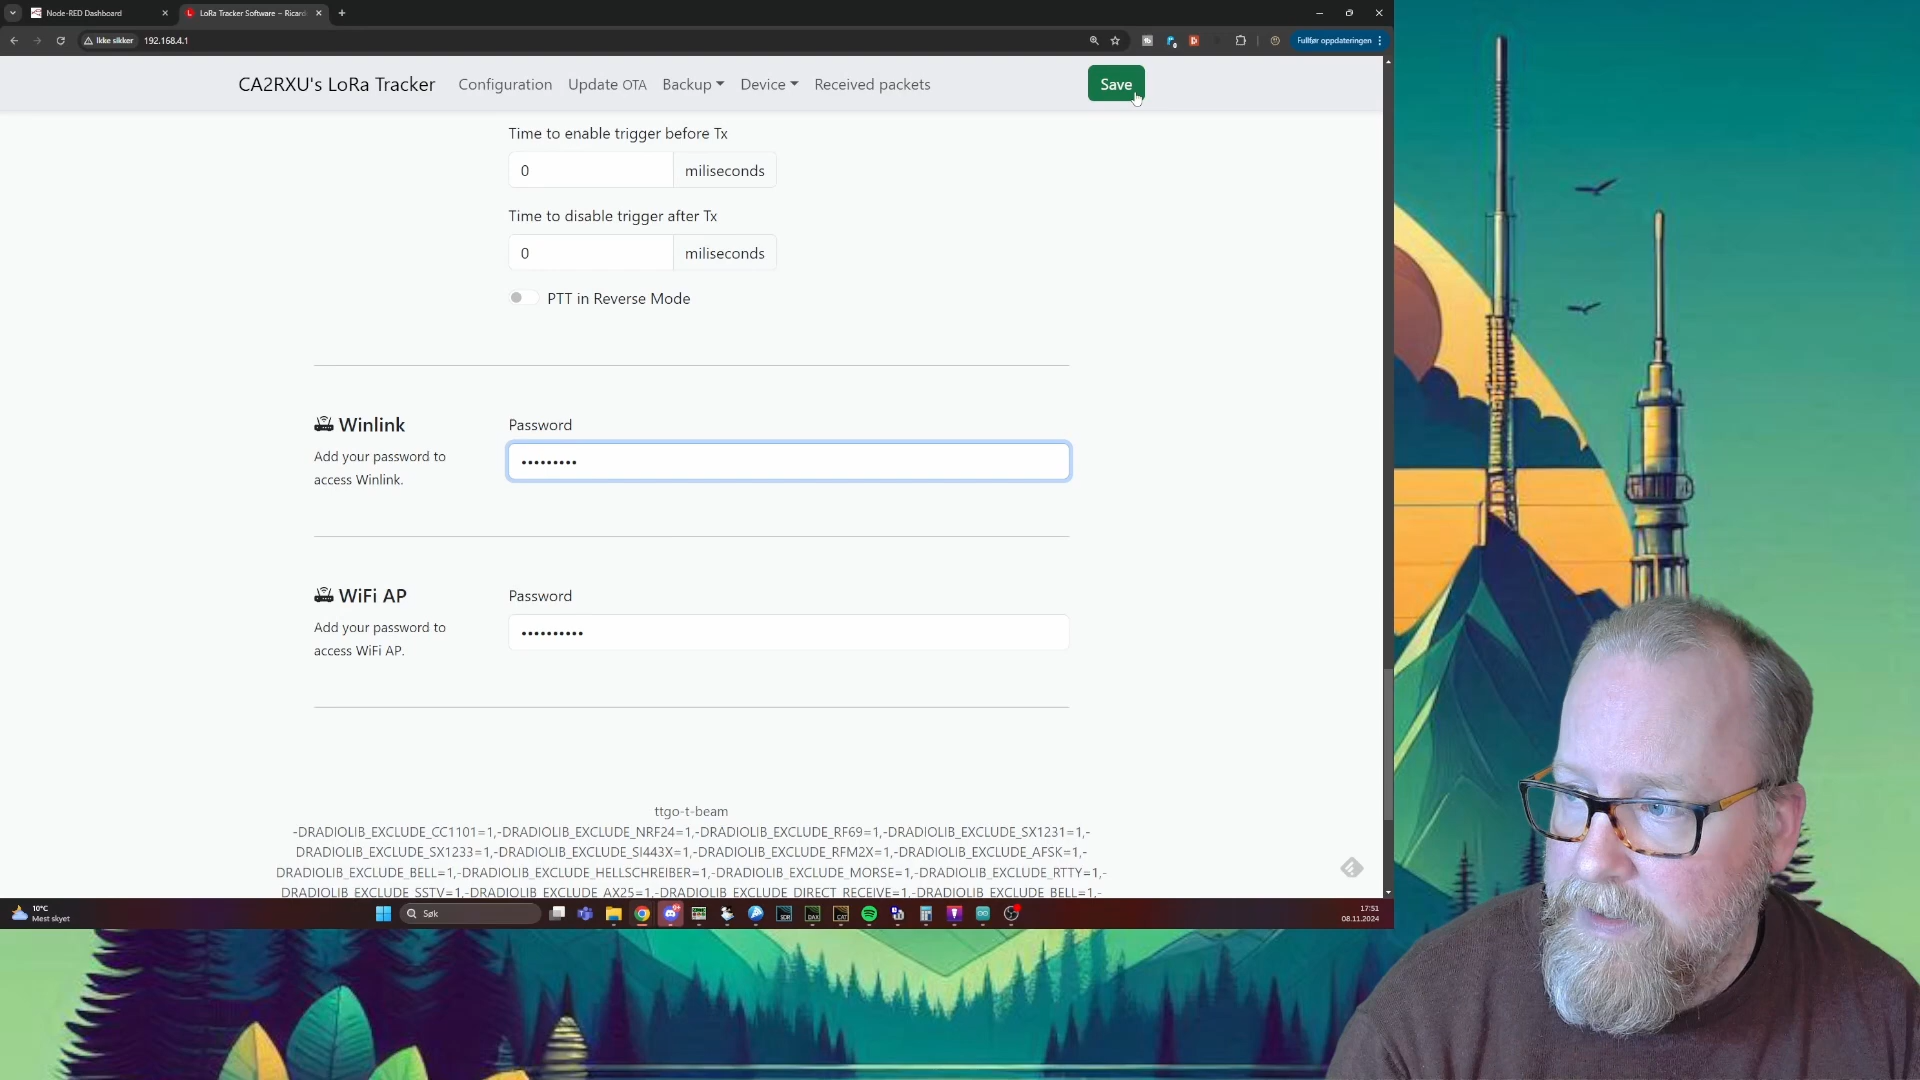 Node-RED Dashboard
LoRa Tracker Software – Ricard
Ikke sikker
192.168.4.1
Fullfør oppdateringen
CA2RXU's LoRa Tracker
Configuration
Update OTA
Backup
Device
Received packets
Save
Time to enable trigger before Tx
0
miliseconds
Time to disable trigger after Tx
0
miliseconds
PTT in Reverse Mode
Winlink
Add your password to
access Winlink.
Password
•••••••••
WiFi AP
Add your password to
access WiFi AP.
Password
••••••••••
ttgo-t-beam
-DRADIOLIB_EXCLUDE_CC1101=1,-DRADIOLIB_EXCLUDE_NRF24=1,-DRADIOLIB_EXCLUDE_RF69=1,-DRADIOLIB_EXCLUDE_SX1231=1,-
DRADIOLIB_EXCLUDE_SX1233=1,-DRADIOLIB_EXCLUDE_SI443X=1,-DRADIOLIB_EXCLUDE_RFM2X=1,-DRADIOLIB_EXCLUDE_AFSK=1,-
DRADIOLIB_EXCLUDE_BELL=1,-DRADIOLIB_EXCLUDE_HELLSCHREIBER=1,-DRADIOLIB_EXCLUDE_MORSE=1,-DRADIOLIB_EXCLUDE_RTTY=1,-
DRADIOLIB_EXCLUDE_SSTV=1,-DRADIOLIB_EXCLUDE_AX25=1,-DRADIOLIB_EXCLUDE_DIRECT_RECEIVE=1,-DRADIOLIB_EXCLUDE_BELL=1,-
10°C
Mest skyet
Søk
SDR
DAX
CAT
17:51
08.11.2024